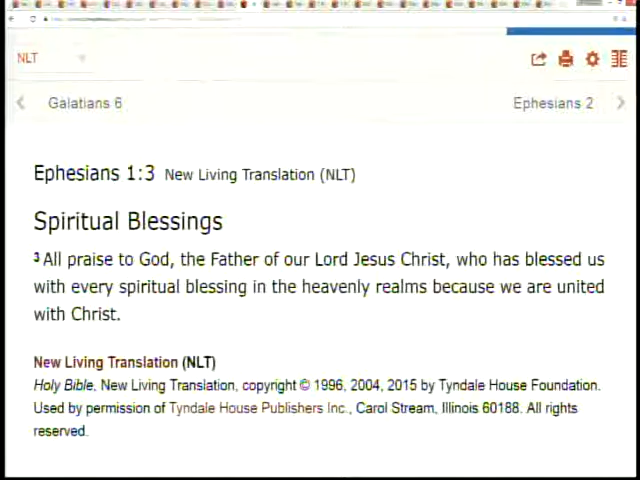 NLT
Galatians 6
Ephesians 2
Ephesians 1:3 New Living Translation (NLT)
Spiritual Blessings
3 All praise to God, the Father of our Lord Jesus Christ, who has blessed us
with every spiritual blessing in the heavenly realms because we are united
with Christ.
New Living Translation (NLT)
Holy Bible, New Living Translation, copyright © 1996, 2004, 2015 by Tyndale House Foundation.
Used by permission of Tyndale House Publishers Inc., Carol Stream, Illinois 60188. All rights
reserved.